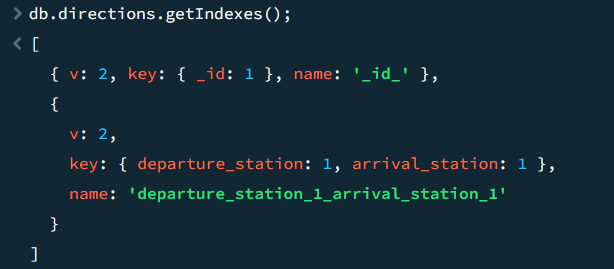 > db.directions.getIndexes();
< [
{ v: 2, key: { _id: 1 }, name: '_id_' },
{
v: 2,
key: { departure_station: 1, arrival_station: 1 },
name: 'departure_station_1_arrival_station_1'
}
]